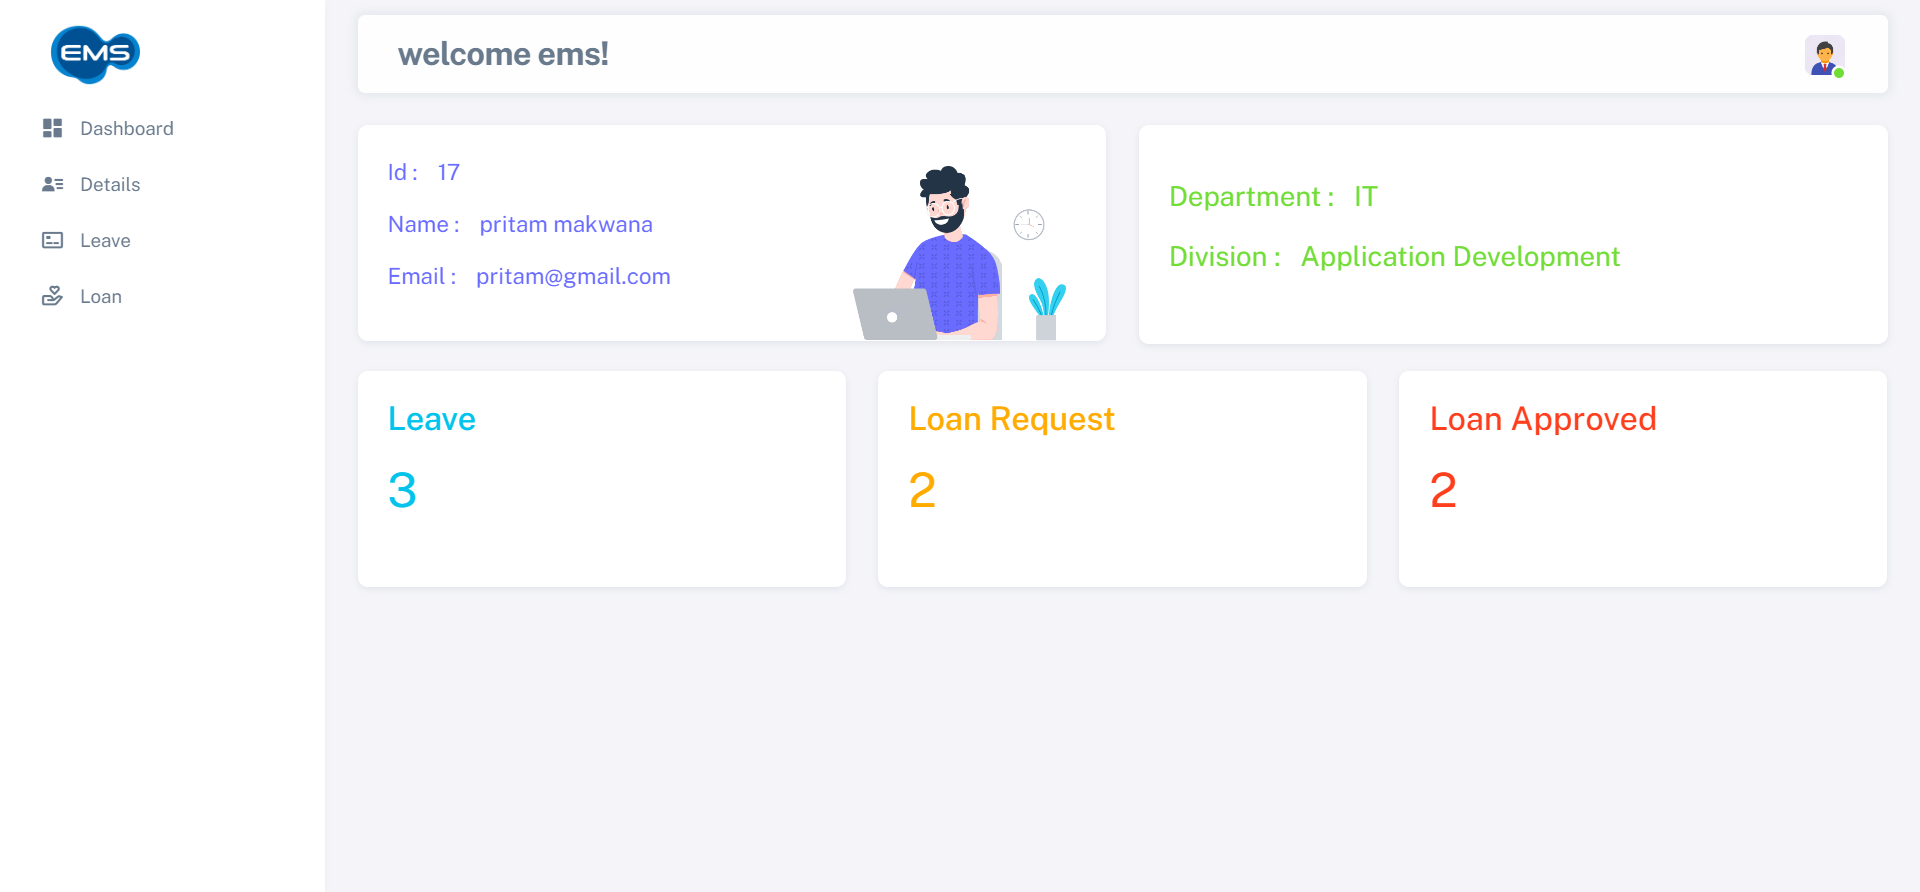 EMS
Dashboard
Details
Leave
Loan
welcome ems!
Id : 17
Name : pritam makwana
Email : pritam@gmail.com
Department : IT
Division : Application Development
Leave
3
Loan Request
2
Loan Approved
2